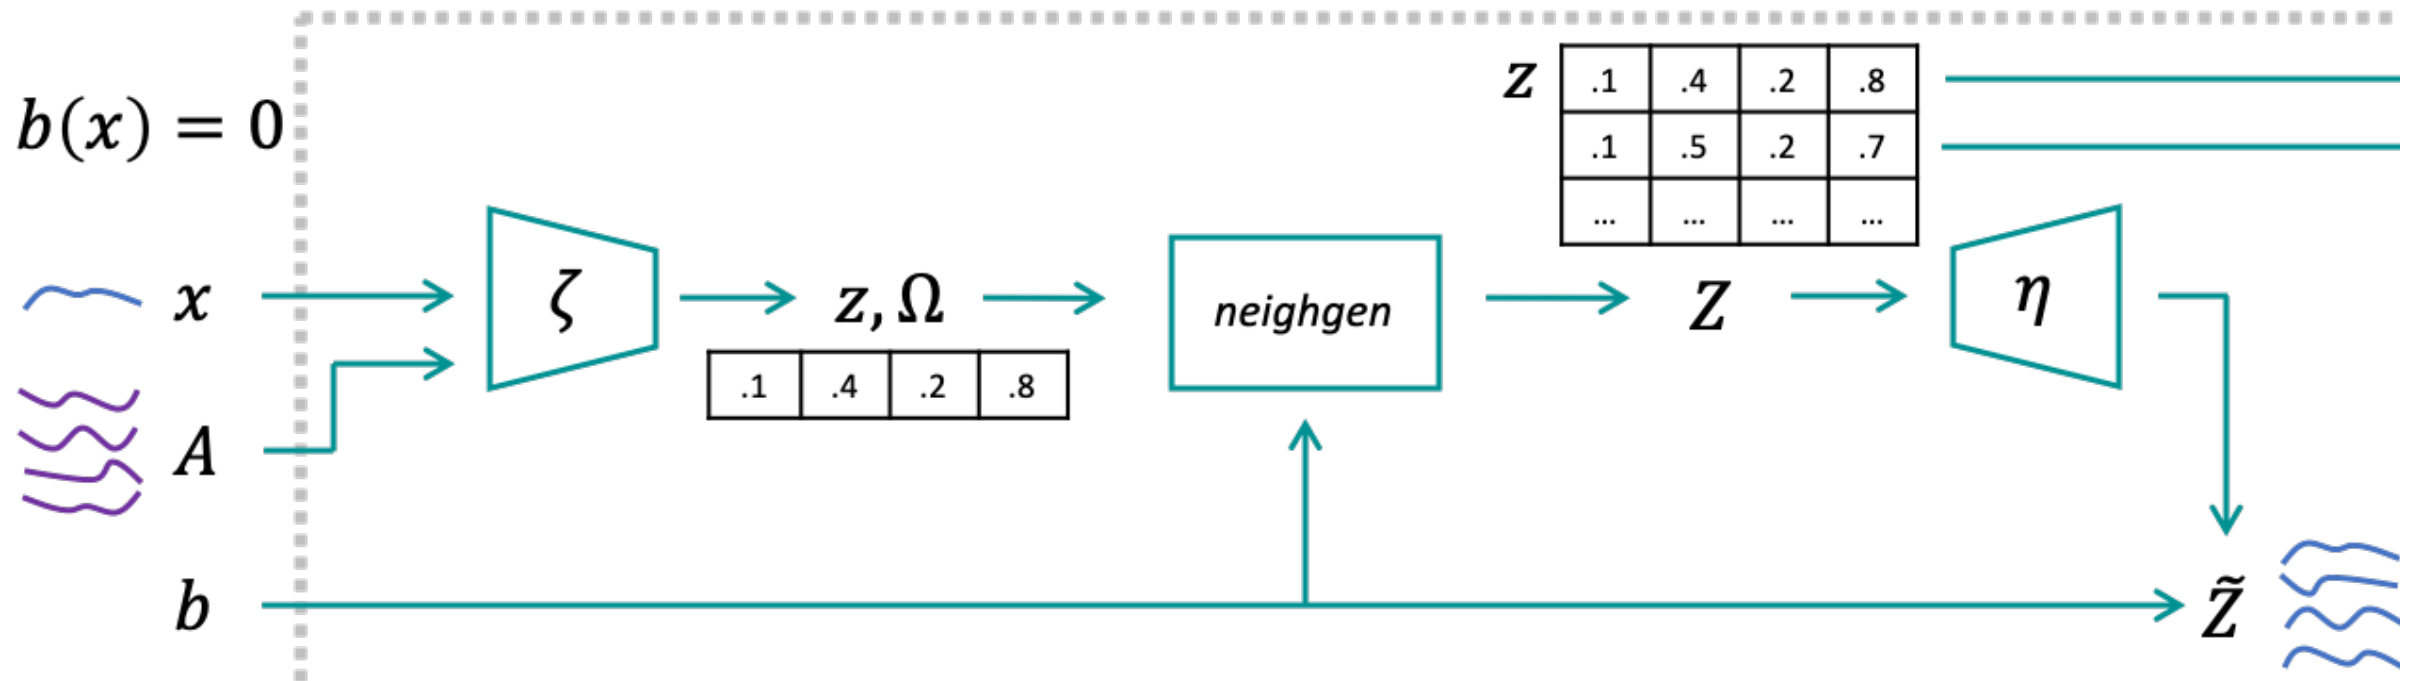 z .1 .4 .2 .8
b(x) = 0
.1 .5 .2 .7
... ... ... ...
x ζ z, Ω neighgen Z η
.1 .4 .2 .8
A
b Z̃